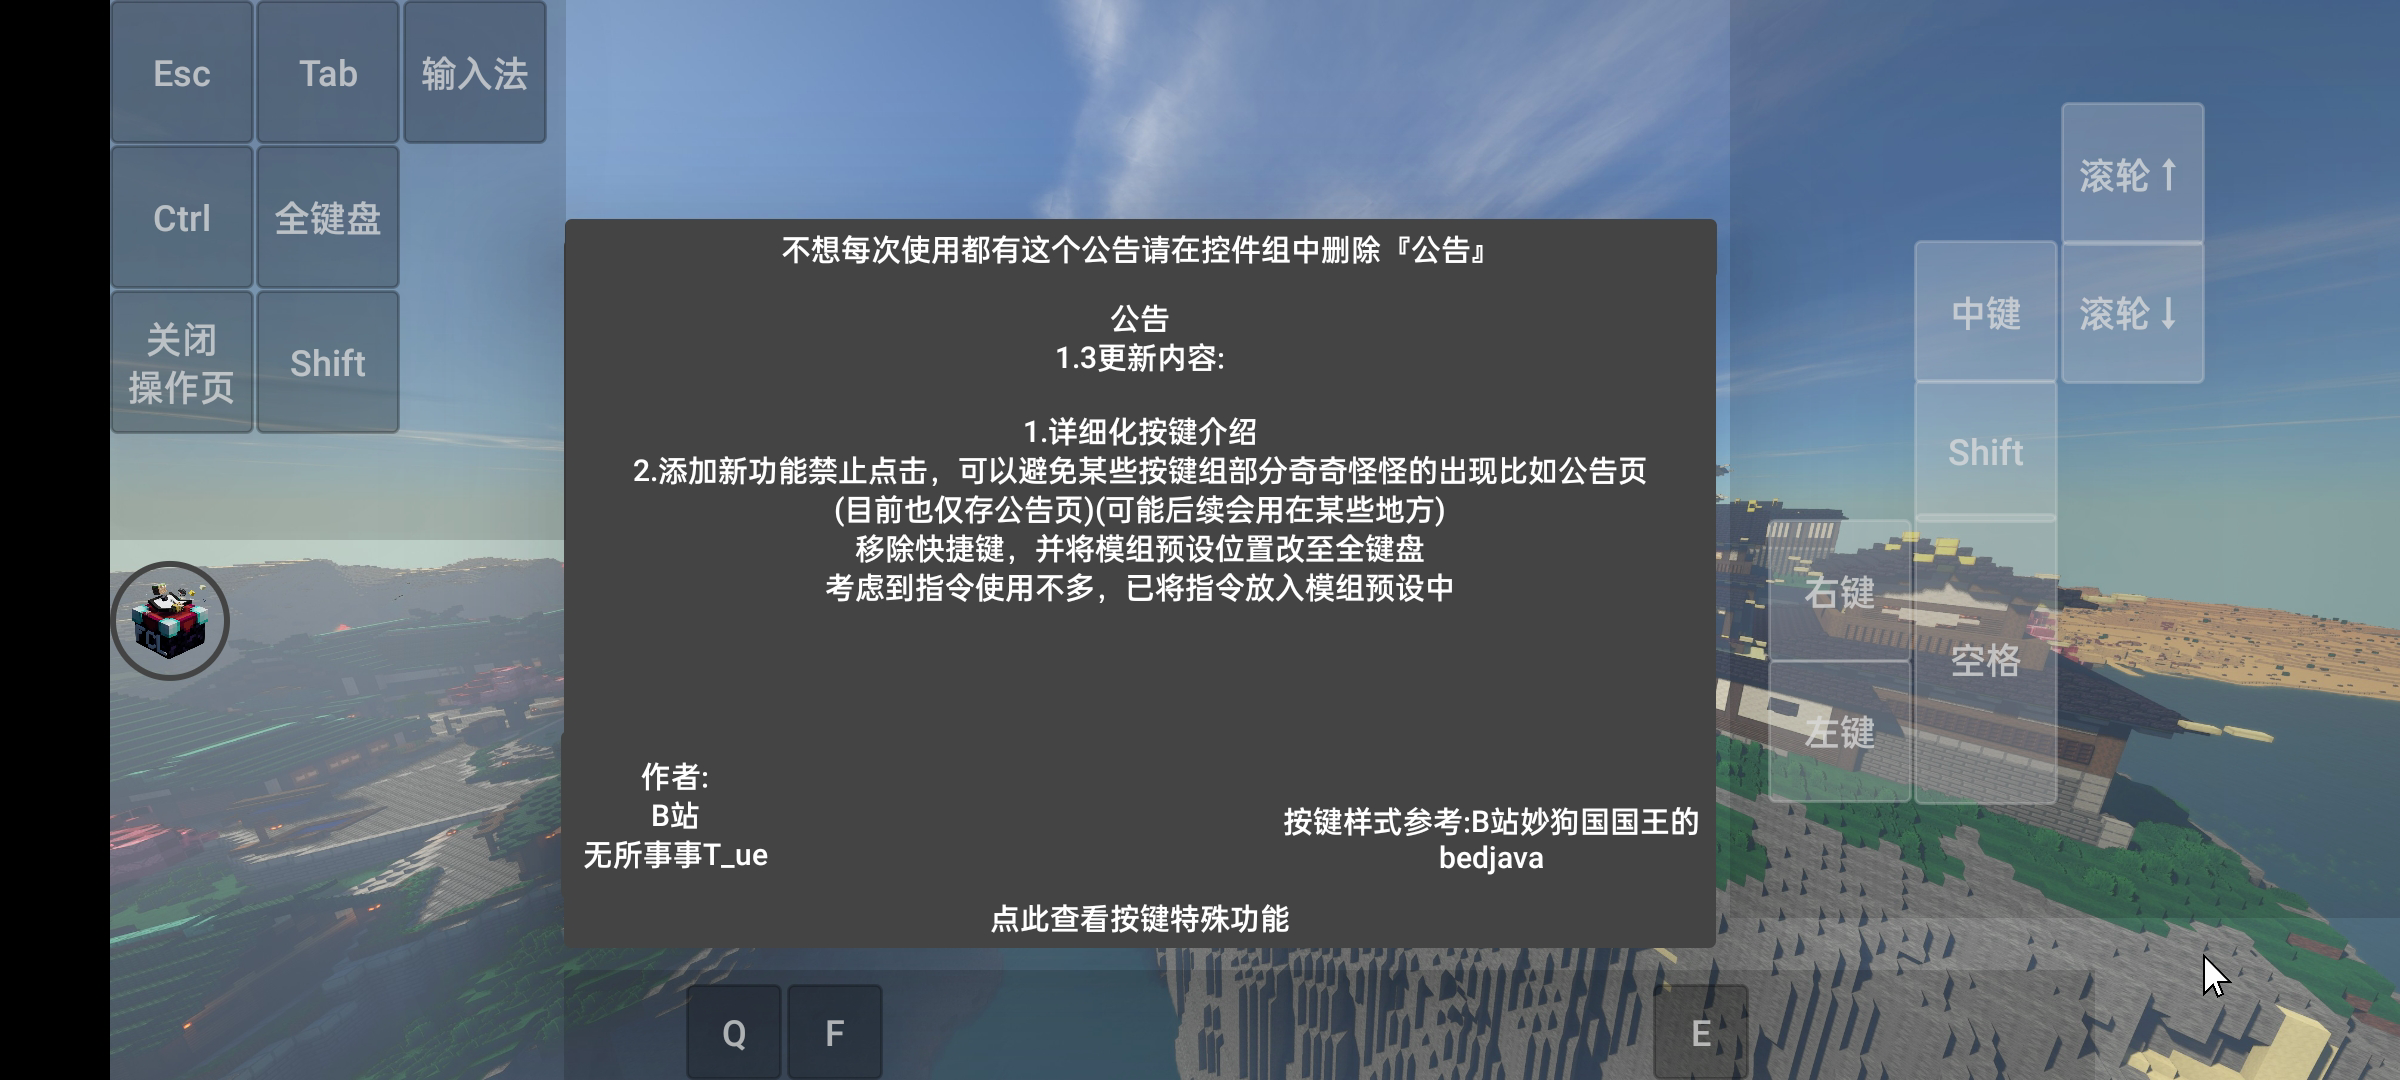 Esc
Tab
输入法
Ctrl
全键盘
关闭
操作页
Shift
滚轮↑
中键
滚轮↓
Shift
右键
空格
左键
不想每次使用都有这个公告请在控件组中删除『公告』
公告
1.3更新内容:
1.详细化按键介绍
2.添加新功能禁止点击，可以避免某些按键组部分奇奇怪怪的出现比如公告页
(目前也仅存公告页)(可能后续会用在某些地方)
移除快捷键，并将模组预设位置改至全键盘
考虑到指令使用不多，已将指令放入模组预设中
作者:
B站
无所事事T_ue
按键样式参考:B站妙狗国国王的
bedjava
点此查看按键特殊功能
FCL
Q
F
E